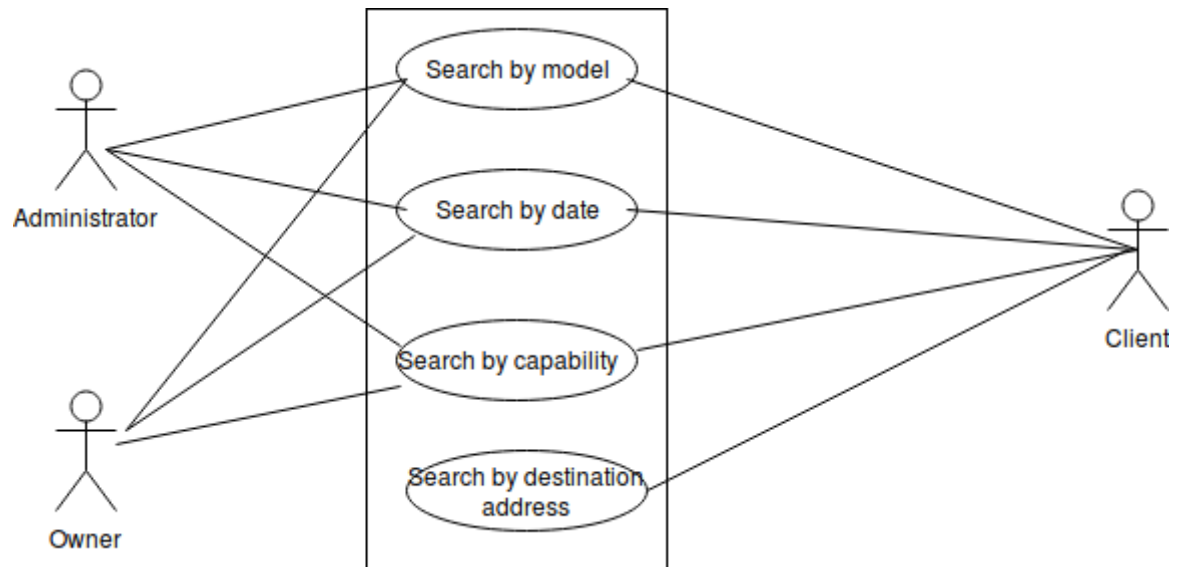 Search by model
Administrator
Search by date
Client
Search by capability
Search by destination
address
Owner